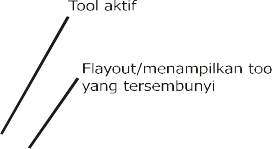 Tool aktif
Flayout/menampilkan too
yang tersembunyi